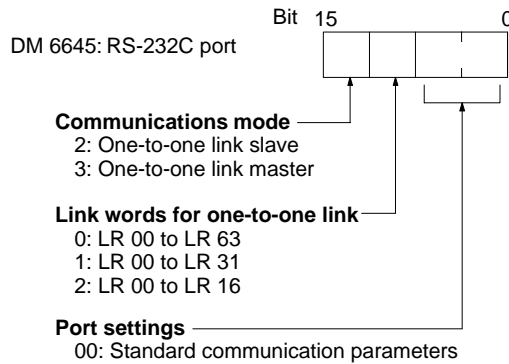 Bit 15 0
DM 6645: RS-232C port
Communications mode
2: One-to-one link slave
3: One-to-one link master
Link words for one-to-one link
0: LR 00 to LR 63
1: LR 00 to LR 31
2: LR 00 to LR 16
Port settings
00: Standard communication parameters